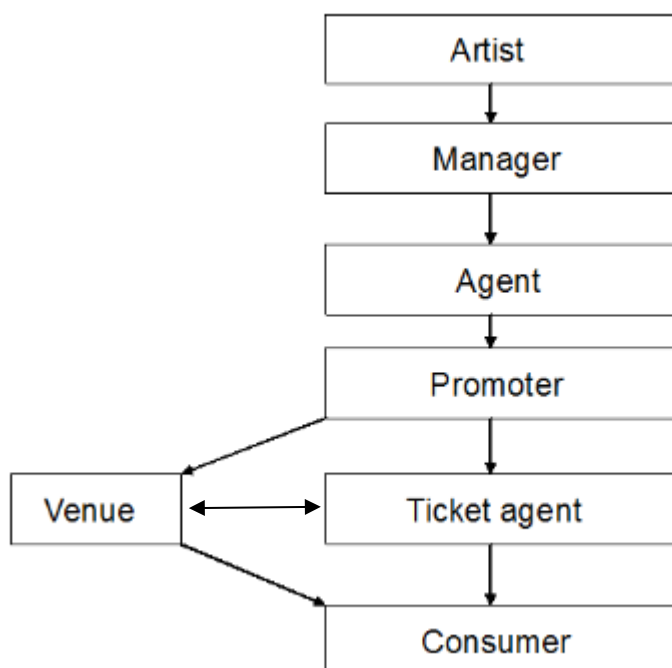 Artist
Manager
Agent
Promoter
Venue
Ticket agent
Consumer